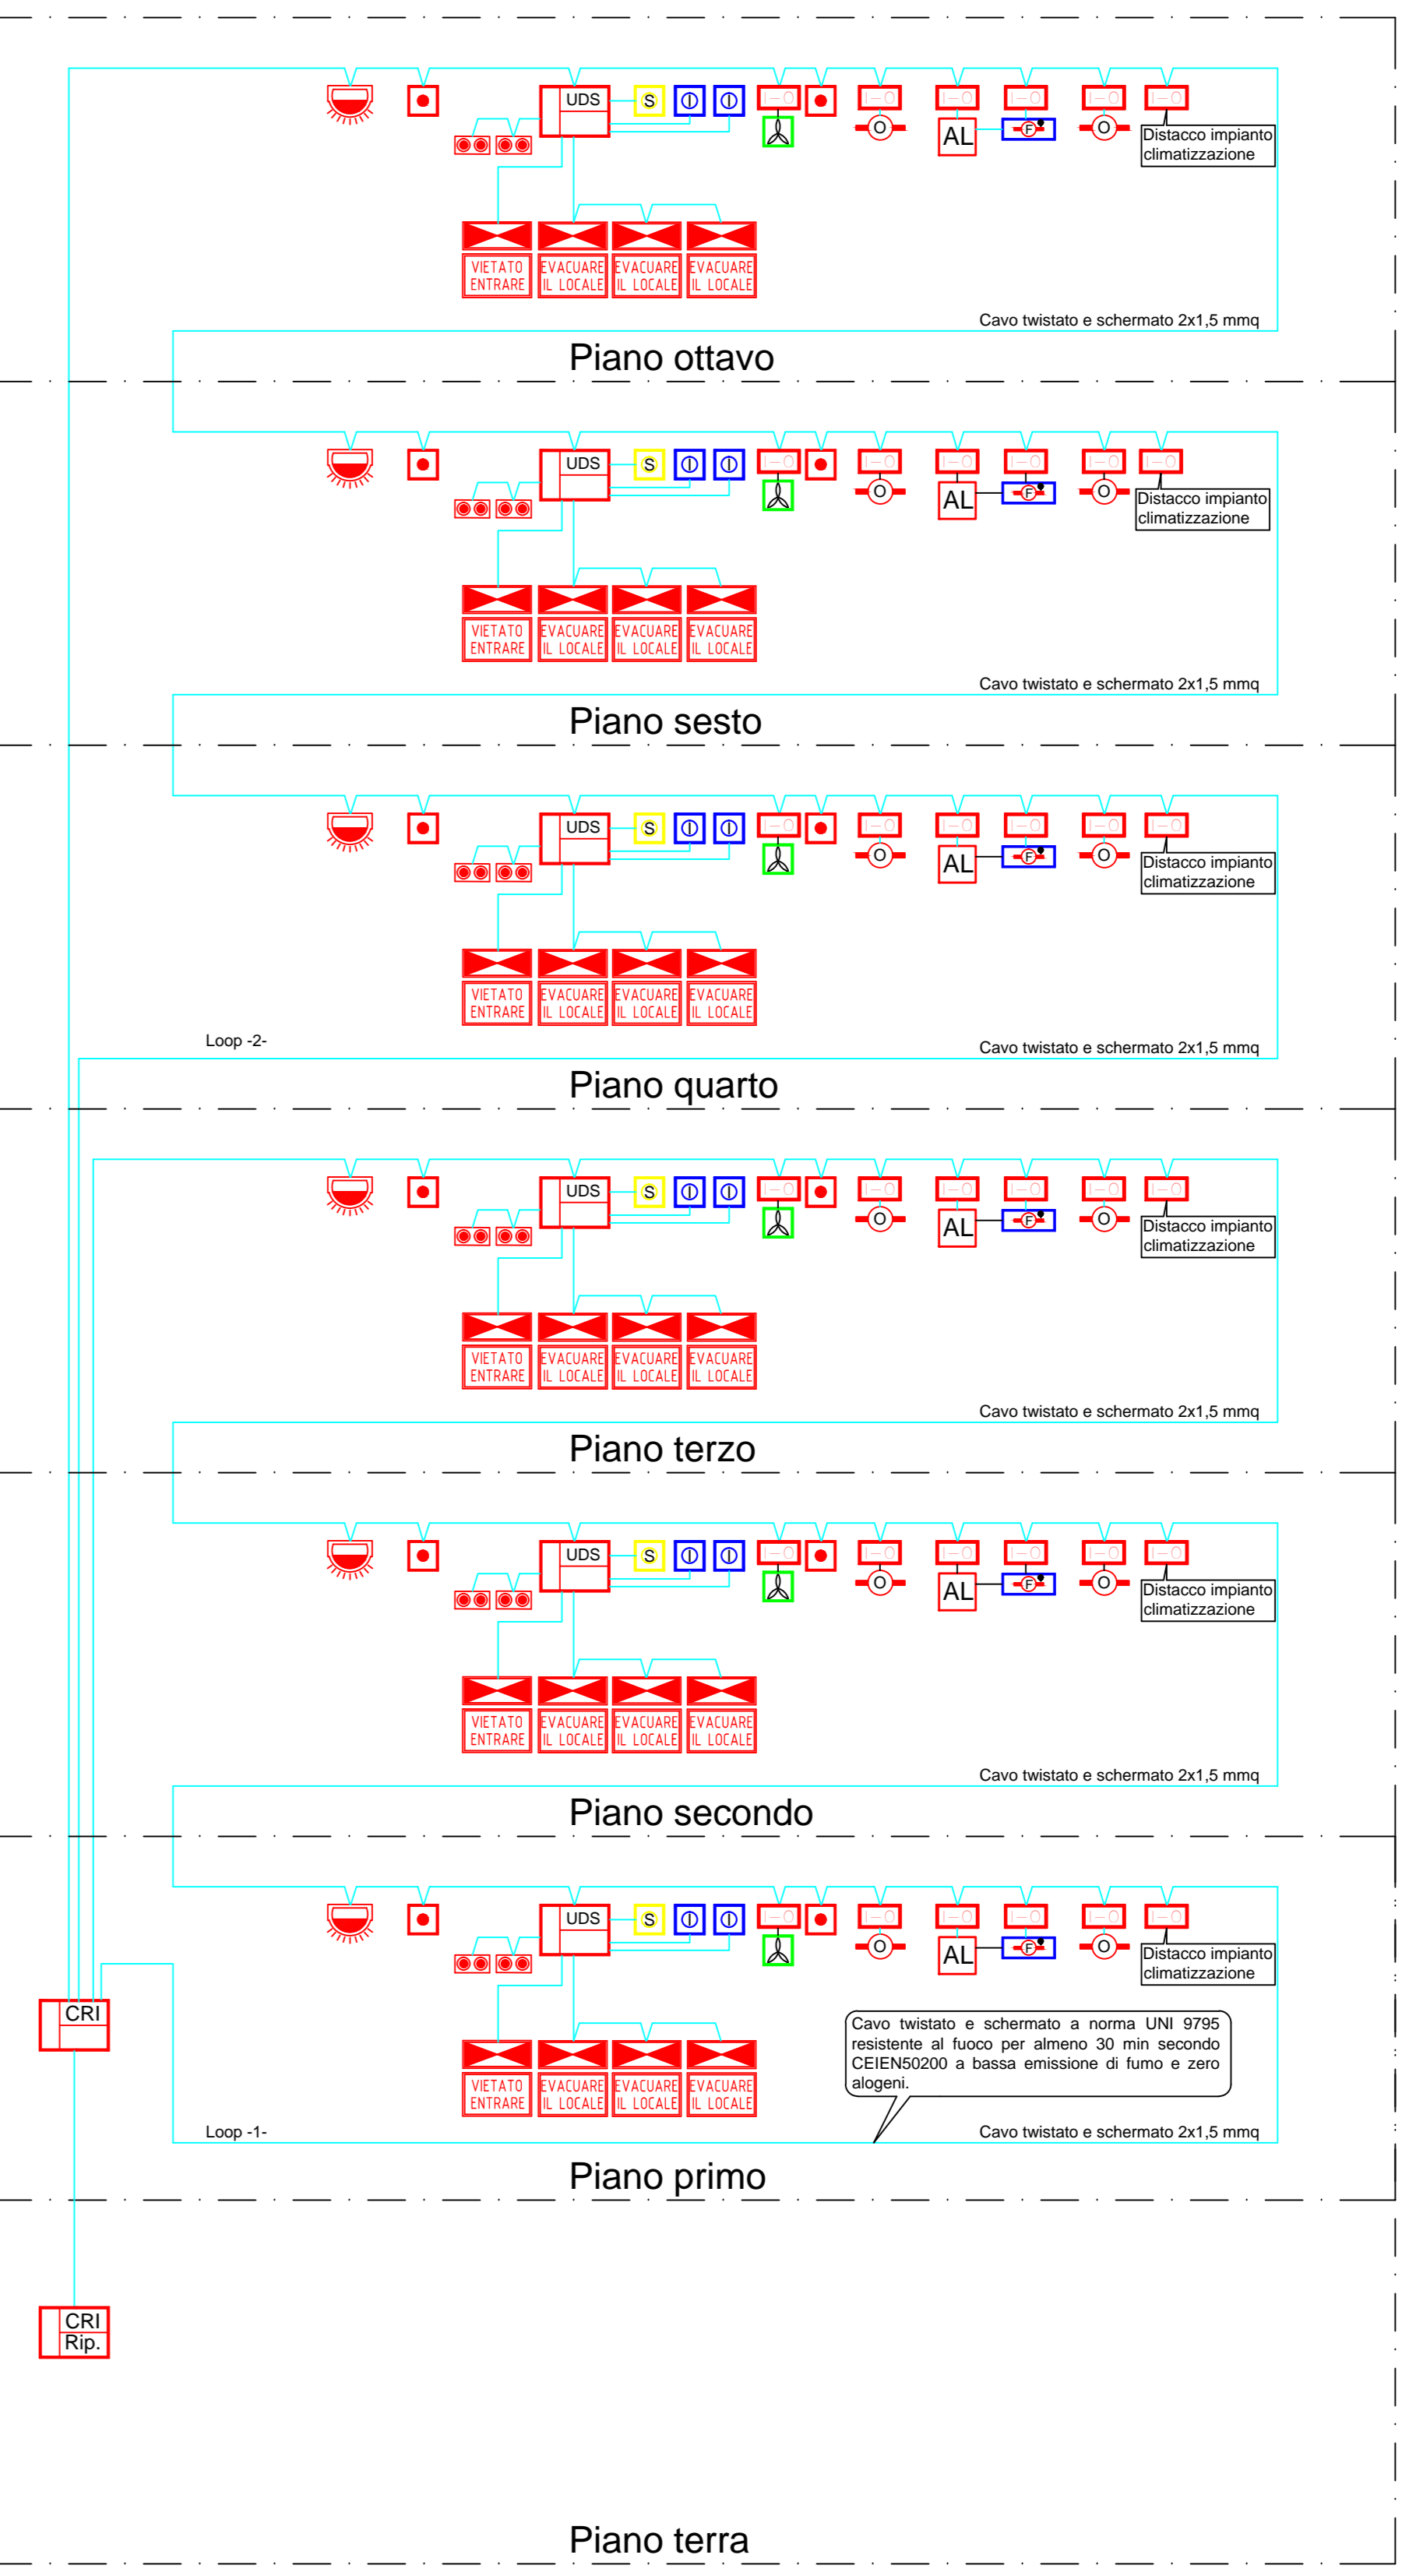 UDS
S
I-O
I-O
I-O
I-O
I-O
O
AL
F
O
Distacco impianto
climatizzazione
VIETATO
ENTRARE
EVACUARE
IL LOCALE
EVACUARE
IL LOCALE
EVACUARE
IL LOCALE
Cavo twistato e schermato 2x1,5 mmq
Piano ottavo
UDS
S
I-O
I-O
I-O
I-O
I-O
I-O
O
AL
F
O
Distacco impianto
climatizzazione
VIETATO
ENTRARE
EVACUARE
IL LOCALE
EVACUARE
IL LOCALE
EVACUARE
IL LOCALE
Cavo twistato e schermato 2x1,5 mmq
Piano sesto
UDS
S
I-O
I-O
I-O
I-O
I-O
I-O
O
AL
F
O
Distacco impianto
climatizzazione
VIETATO
ENTRARE
EVACUARE
IL LOCALE
EVACUARE
IL LOCALE
EVACUARE
IL LOCALE
Loop -2-
Cavo twistato e schermato 2x1,5 mmq
Piano quarto
UDS
S
I-O
I-O
I-O
I-O
I-O
I-O
O
AL
F
O
Distacco impianto
climatizzazione
VIETATO
ENTRARE
EVACUARE
IL LOCALE
EVACUARE
IL LOCALE
EVACUARE
IL LOCALE
Cavo twistato e schermato 2x1,5 mmq
Piano terzo
UDS
S
I-O
I-O
I-O
I-O
I-O
I-O
O
AL
F
O
Distacco impianto
climatizzazione
VIETATO
ENTRARE
EVACUARE
IL LOCALE
EVACUARE
IL LOCALE
EVACUARE
IL LOCALE
Cavo twistato e schermato 2x1,5 mmq
Piano secondo
UDS
S
I-O
I-O
I-O
I-O
I-O
I-O
O
AL
F
O
Distacco impianto
climatizzazione
CRI
Cavo twistato e schermato a norma UNI 9795
resistente al fuoco per almeno 30 min secondo
CEIEN50200 a bassa emissione di fumo e zero
alogeni.
VIETATO
ENTRARE
EVACUARE
IL LOCALE
EVACUARE
IL LOCALE
EVACUARE
IL LOCALE
Loop -1-
Cavo twistato e schermato 2x1,5 mmq
Piano primo
CRI
Rip.
Piano terra